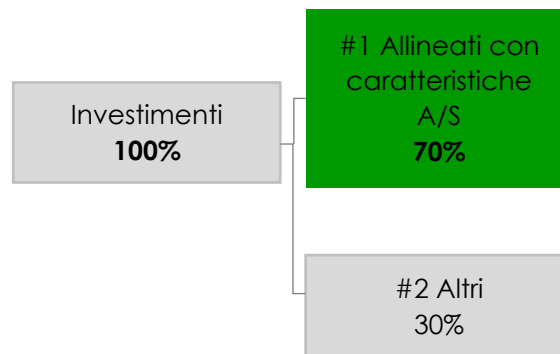 Investimenti
100%
#1 Allineati con
caratteristiche
A/S
70%
#2 Altri
30%